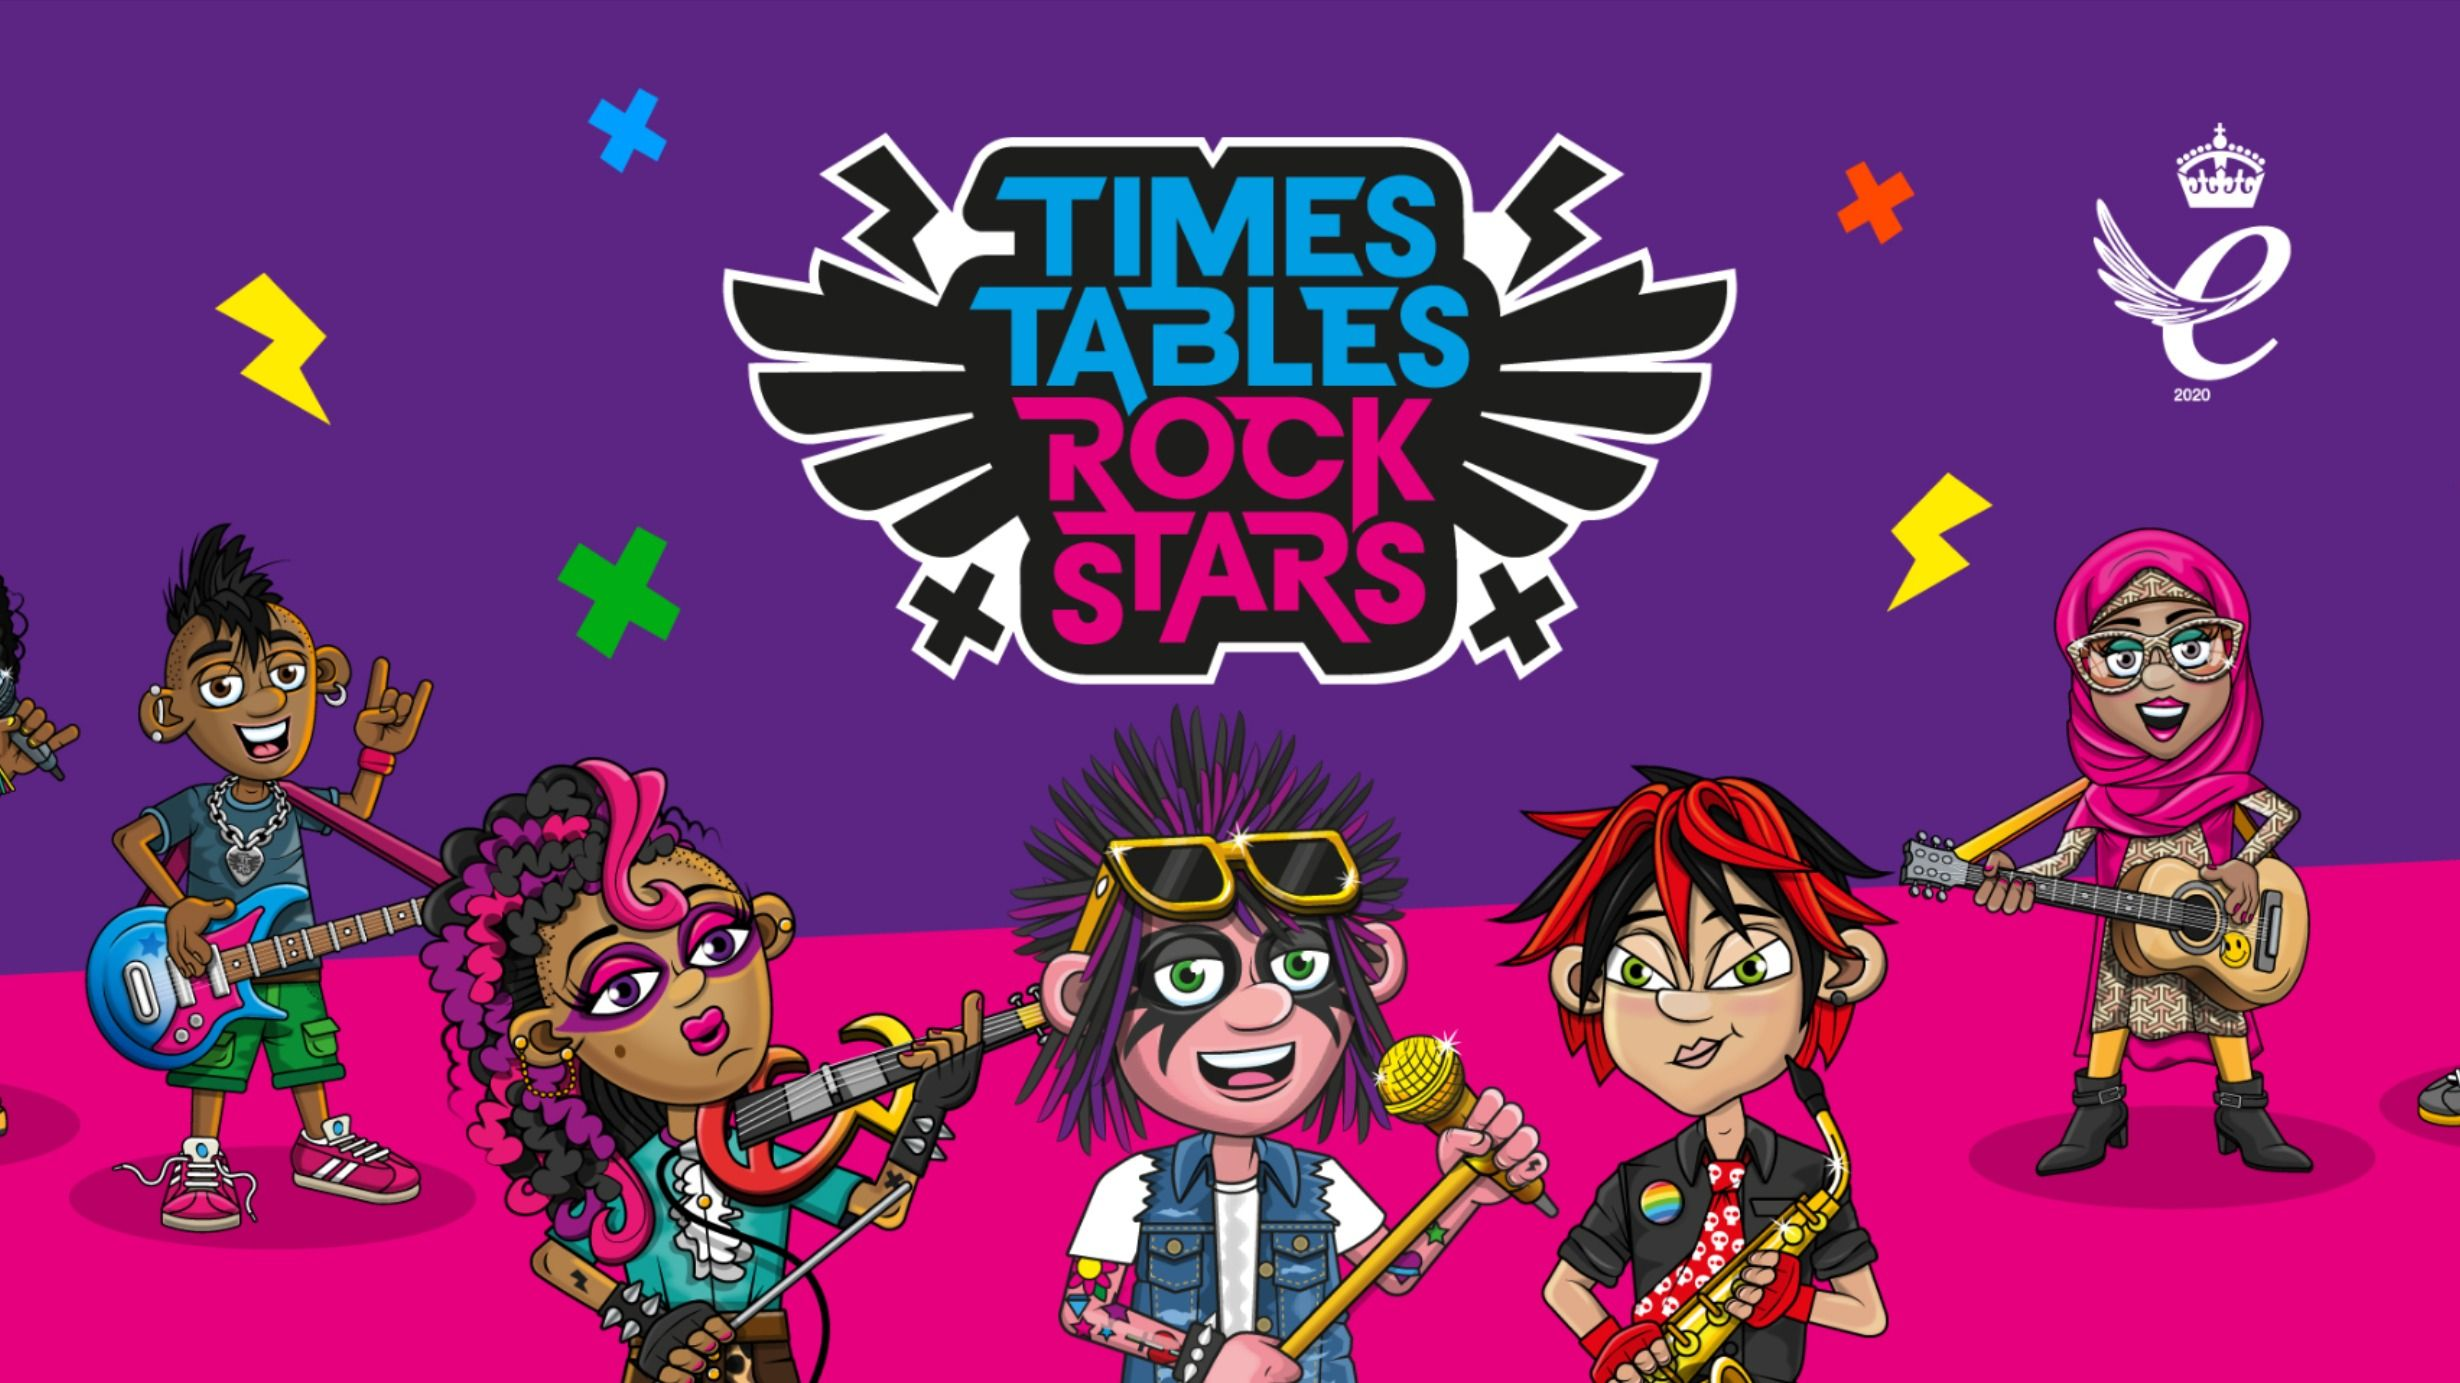 TIMES
TABLES
ROCK
STARS
e
2020